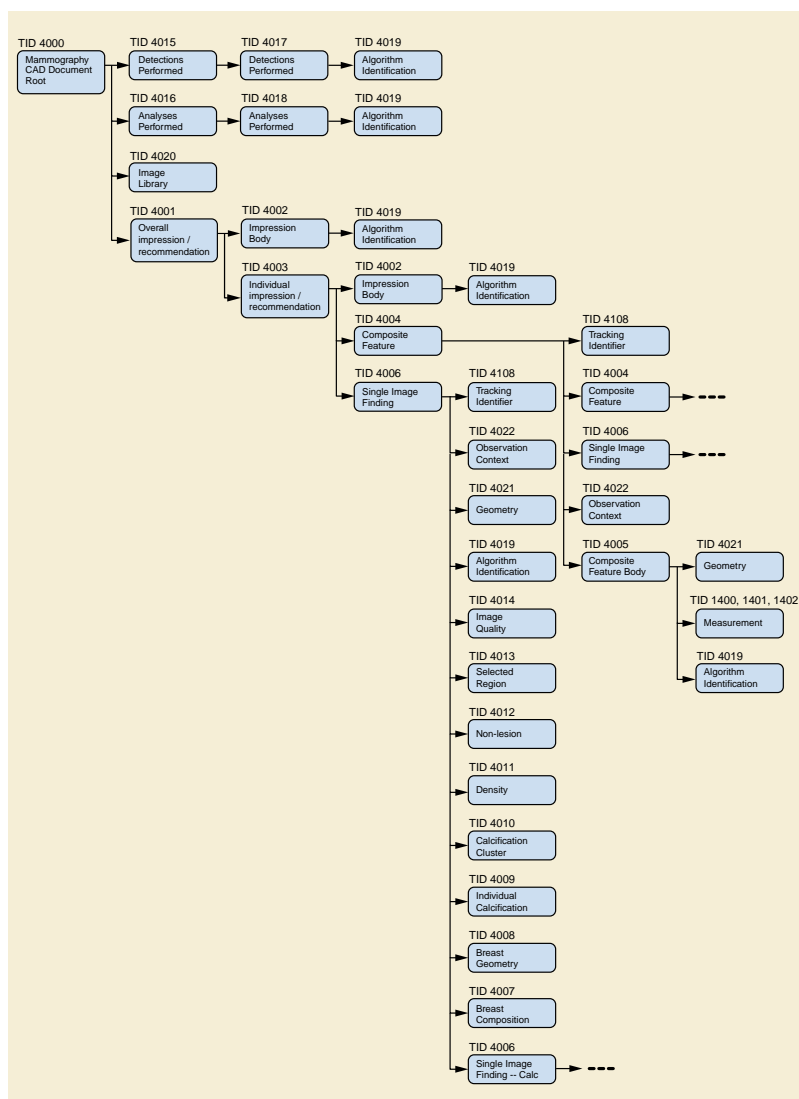 TID 4000
Mammography
CAD Document
Root
TID 4015
Detections
Performed
TID 4017
Detections
Performed
TID 4019
Algorithm
Identification
TID 4016
Analyses
Performed
TID 4018
Analyses
Performed
TID 4019
Algorithm
Identification
TID 4020
Image
Library
TID 4001
Overall
impression /
recommendation
TID 4002
Impression
Body
TID 4019
Algorithm
Identification
TID 4003
Individual
impression /
recommendation
TID 4002
Impression
Body
TID 4019
Algorithm
Identification
TID 4004
Composite
Feature
TID 4108
Tracking
Identifier
TID 4006
Single Image
Finding
TID 4108
Tracking
Identifier
TID 4004
Composite
Feature
TID 4022
Observation
Context
TID 4006
Single Image
Finding
TID 4021
Geometry
TID 4022
Observation
Context
TID 4019
Algorithm
Identification
TID 4005
Composite
Feature Body
TID 4021
Geometry
TID 4014
Image
Quality
TID 1400, 1401, 1402
Measurement
TID 4013
Selected
Region
TID 4019
Algorithm
Identification
TID 4012
Non-lesion
TID 4011
Density
TID 4010
Calcification
Cluster
TID 4009
Individual
Calcification
TID 4008
Breast
Geometry
TID 4007
Breast
Composition
TID 4006
Single Image
Finding -- Calc